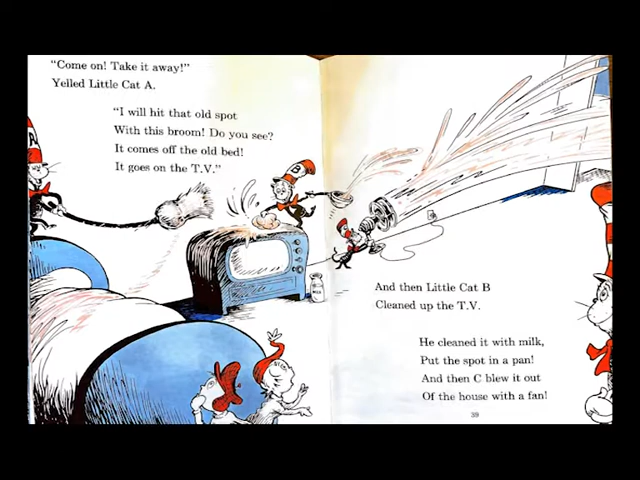 "Come on! Take it away!"
Yelled Little Cat A.
"I will hit that old spot
With this broom! Do you see?
It comes off the old bed!
It goes on the T.V."
A
B
And then Little Cat B
Cleaned up the T.V.
He cleaned it with milk,
Put the spot in a pan!
And then C blew it out
Of the house with a fan!
39